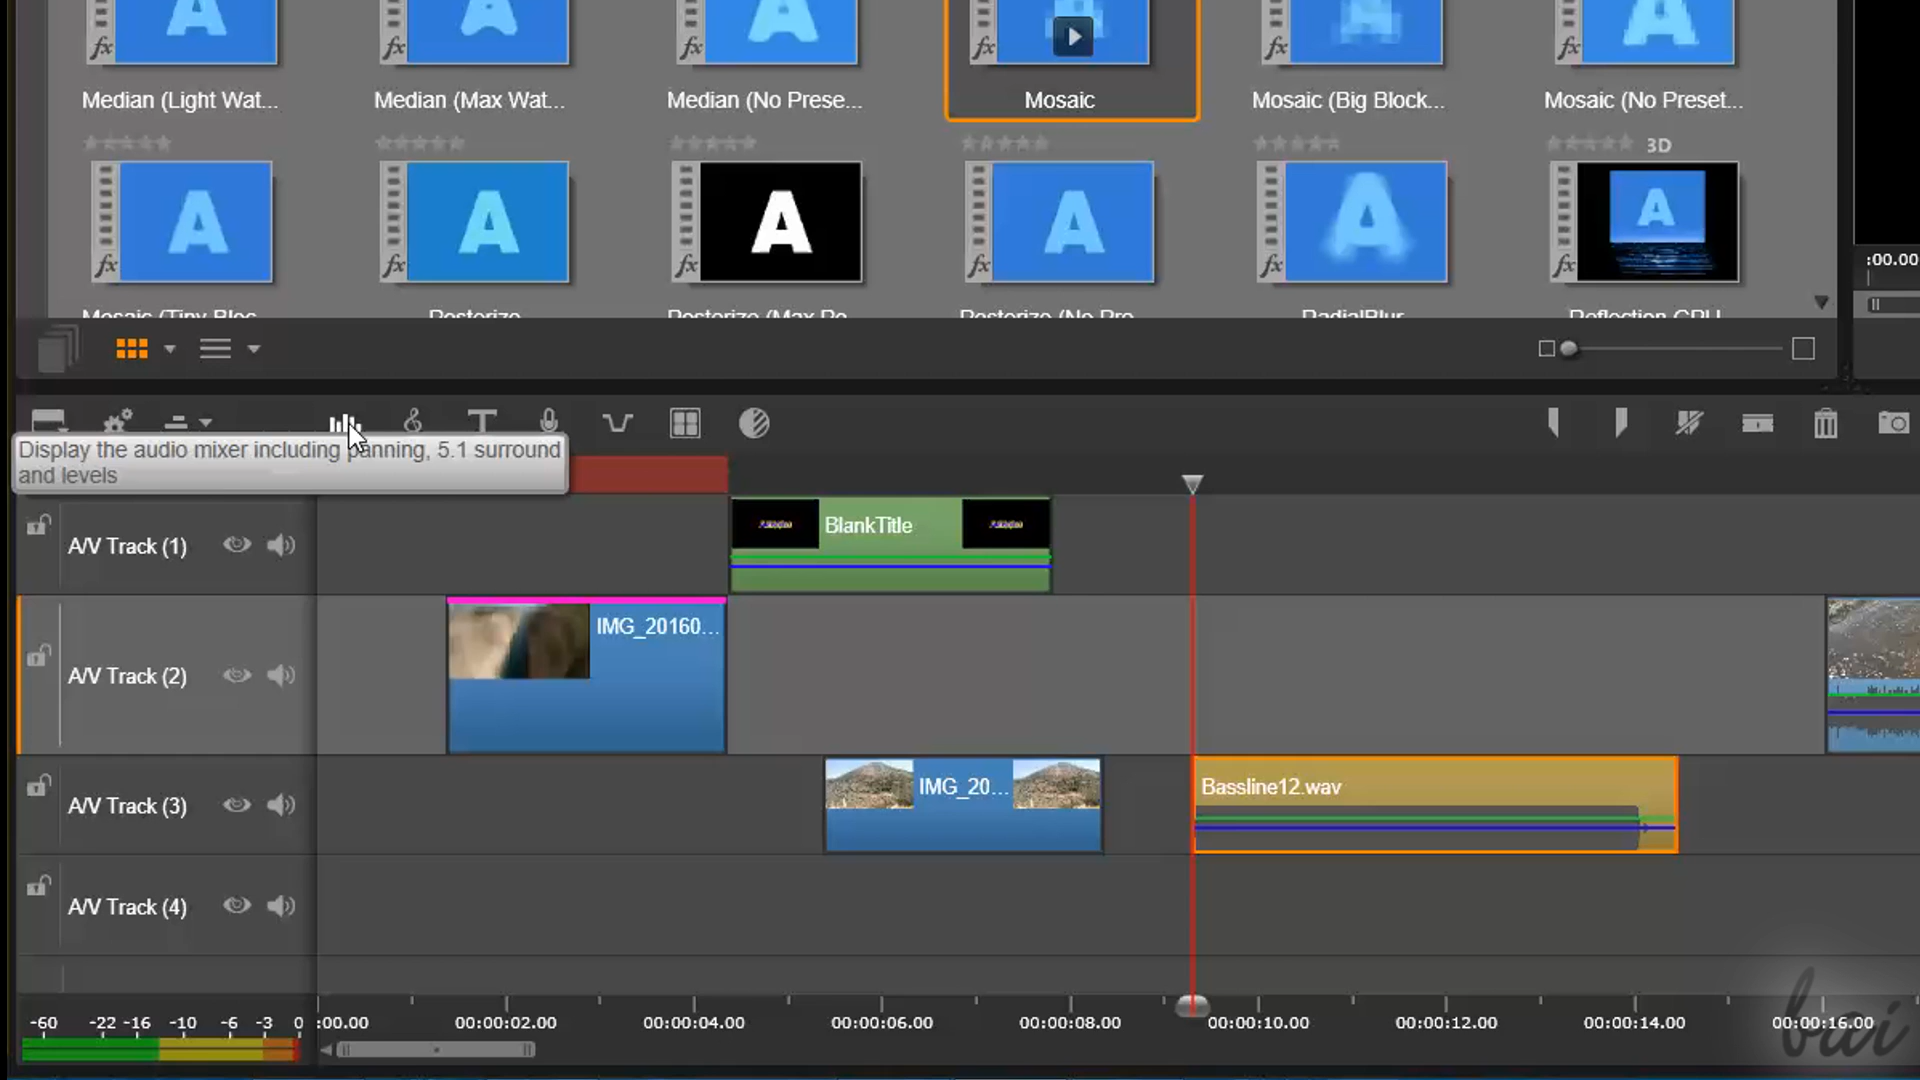 Median (Light Wat...
Median (Max Wat...
Median (No Prese...
Mosaic
Mosaic (Big Block...
Mosaic (No Preset...
3D
Mosaic (Tiny Bloc
Posterize
Posterize (Max Po
Posterize (No Pro
RadialBlur
Reflection GPU
:00.00
Display the audio mixer including panning, 5.1 surround
and levels
A/V Track (1)
BlankTitle
A/V Track (2)
IMG_20160...
A/V Track (3)
IMG_20...
Bassline12.wav
A/V Track (4)
-60 -22 -16 -10 -6 -3 0
:00.00 00:00:02.00 00:00:04.00 00:00:06.00 00:00:08.00 00:00:10.00 00:00:12.00 00:00:14.00 00:00:16.00
bai